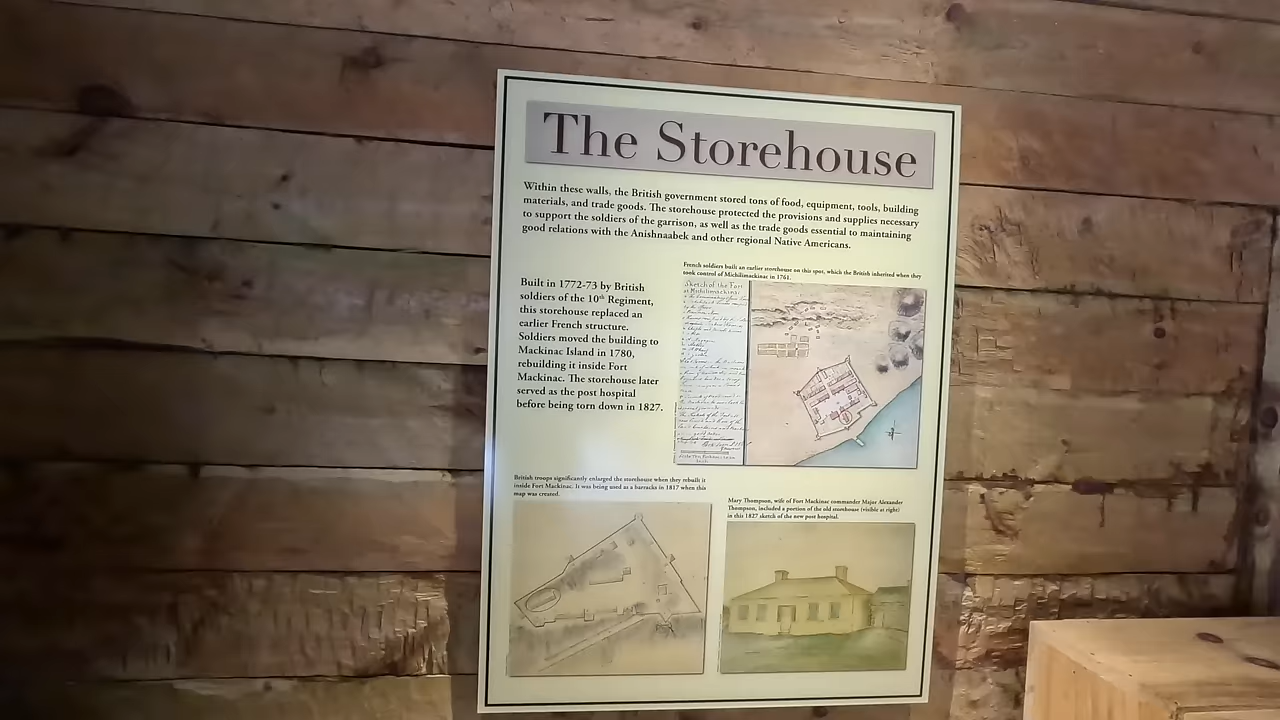 The Storehouse
Within these walls, the British government stored tons of food, equipment, tools, building
materials, and trade goods. The storehouse protected the provisions and supplies necessary
to support the soldiers of the garrison, as well as the trade goods essential to maintaining
good relations with the Anishnaabek and other regional Native Americans.
French soldiers built an earlier storehouse on this spot, which the British inherited when they
took control of Michilimackinac in 1761.
Built in 1772-73 by British
soldiers of the 10th Regiment,
this storehouse replaced an
earlier French structure.
Soldiers moved the building to
Mackinac Island in 1780,
rebuilding it inside Fort
Mackinac. The storehouse later
served as the post hospital
before being torn down in 1827.
Sketch of the Fort
at Michilimackinac
British troops significantly enlarged the storehouse when they rebuilt it
inside Fort Mackinac. It was being used as a barracks in 1817 when this
map was created.
Mary Thompson, wife of Fort Mackinac commander Major Alexander
Thompson, included a portion of the old storehouse (visible at right)
in this 1827 sketch of the new post hospital.